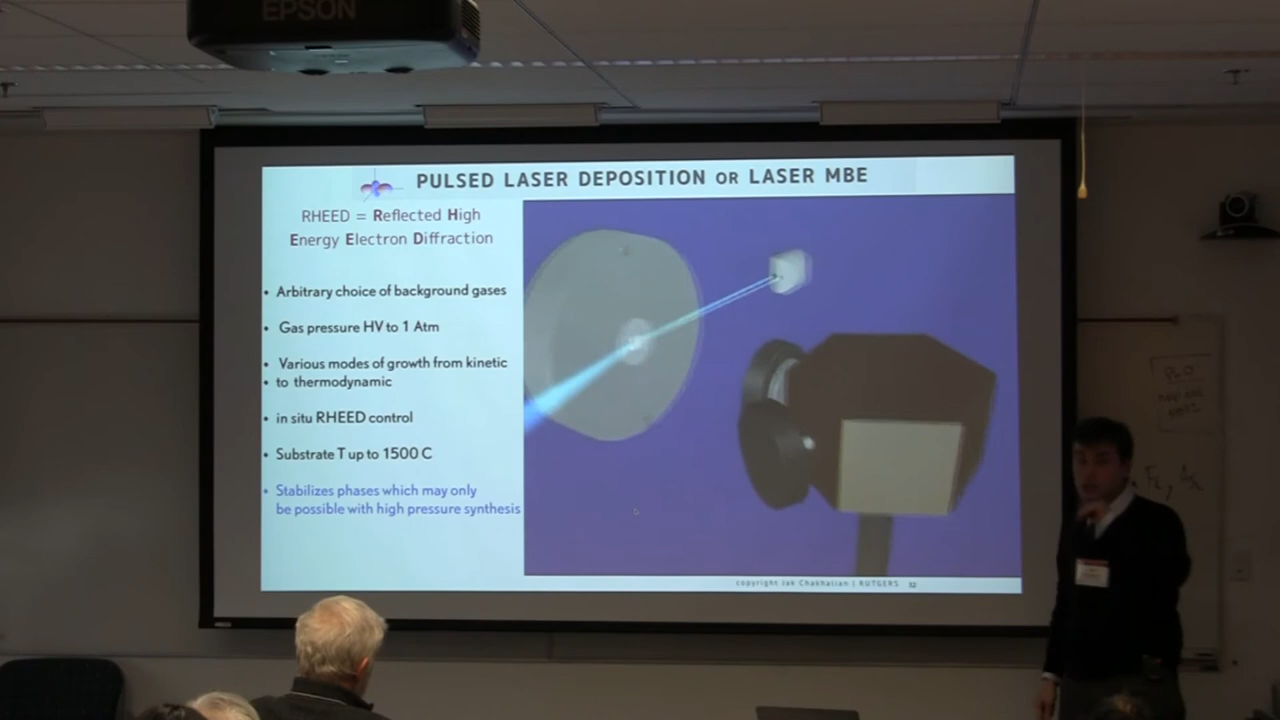 EPSON
PULSED LASER DEPOSITION OR LASER MBE
RHEED = Reflected High
Energy Electron Diffraction
• Arbitrary choice of background gases
• Gas pressure HV to 1 Atm
• Various modes of growth from kinetic
• to thermodynamic
• in situ RHEED control
• Substrate T up to 1500 C
• Stabilizes phases which may only
be possible with high pressure synthesis
copyright Jak Chakhalian | RUTGERS 32